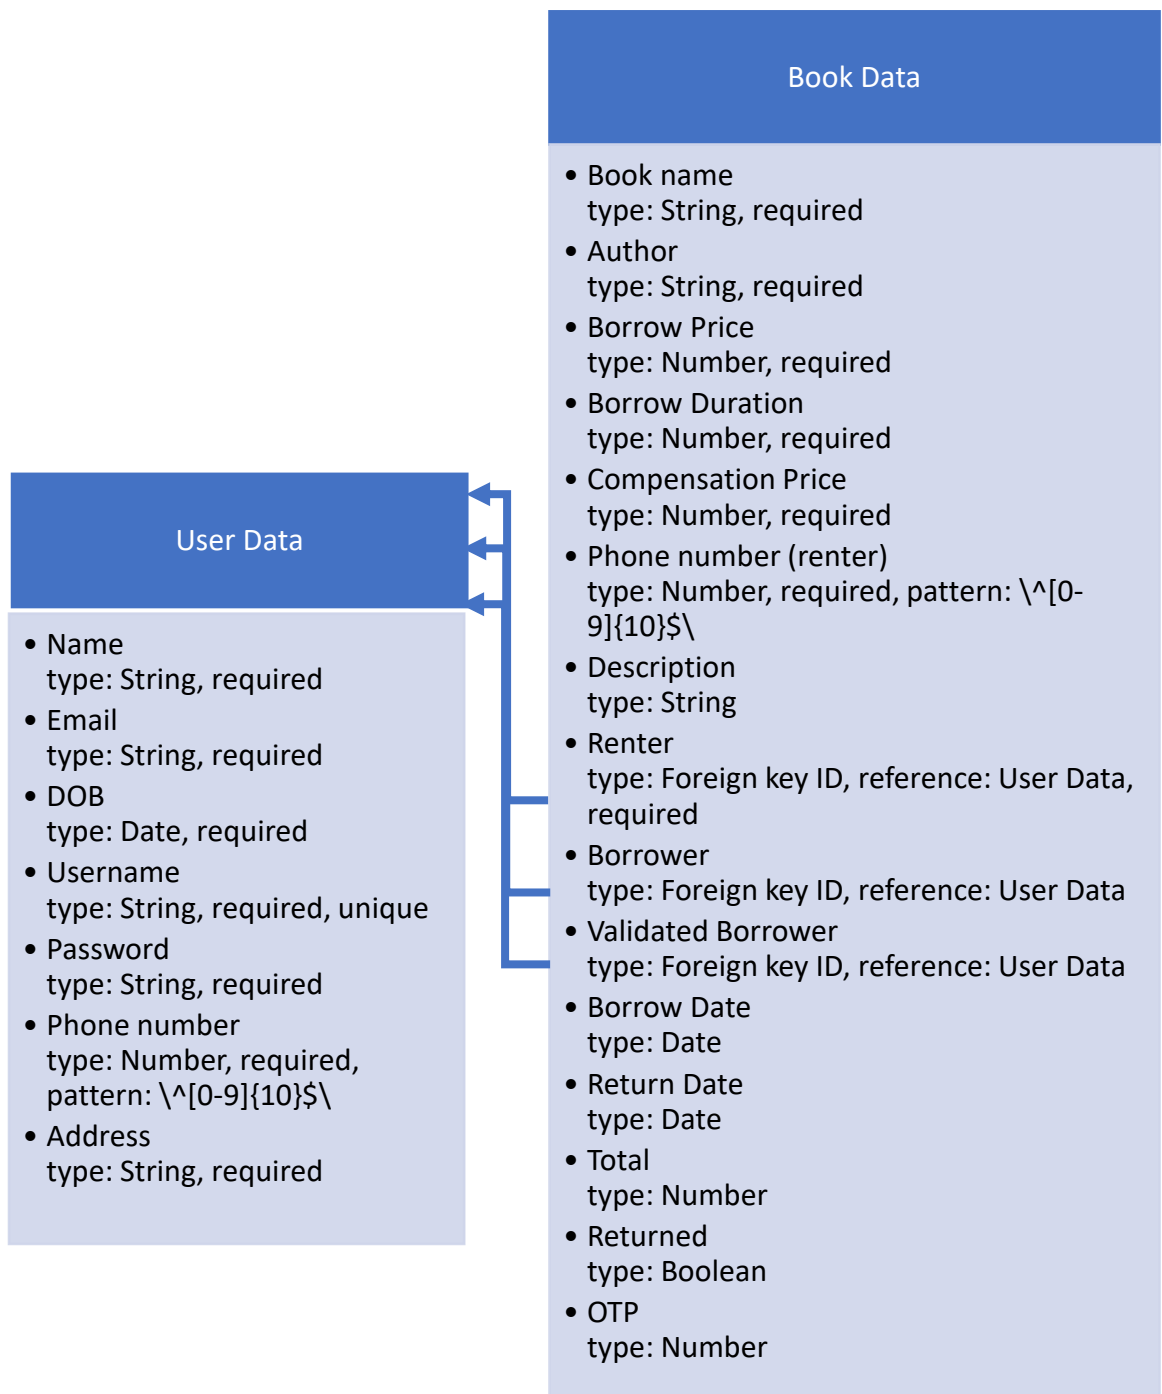 Book Data
• Book name
type: String, required
• Author
type: String, required
• Borrow Price
type: Number, required
• Borrow Duration
type: Number, required
• Compensation Price
type: Number, required
• Phone number (renter)
type: Number, required, pattern: \^[0-
9]{10}$\
• Description
type: String
• Renter
type: Foreign key ID, reference: User Data,
required
• Borrower
type: Foreign key ID, reference: User Data
• Validated Borrower
type: Foreign key ID, reference: User Data
• Borrow Date
type: Date
• Return Date
type: Date
• Total
type: Number
• Returned
type: Boolean
• OTP
type: Number
User Data
• Name
type: String, required
• Email
type: String, required
• DOB
type: Date, required
• Username
type: String, required, unique
• Password
type: String, required
• Phone number
type: Number, required,
pattern: \^[0-9]{10}$\
• Address
type: String, required